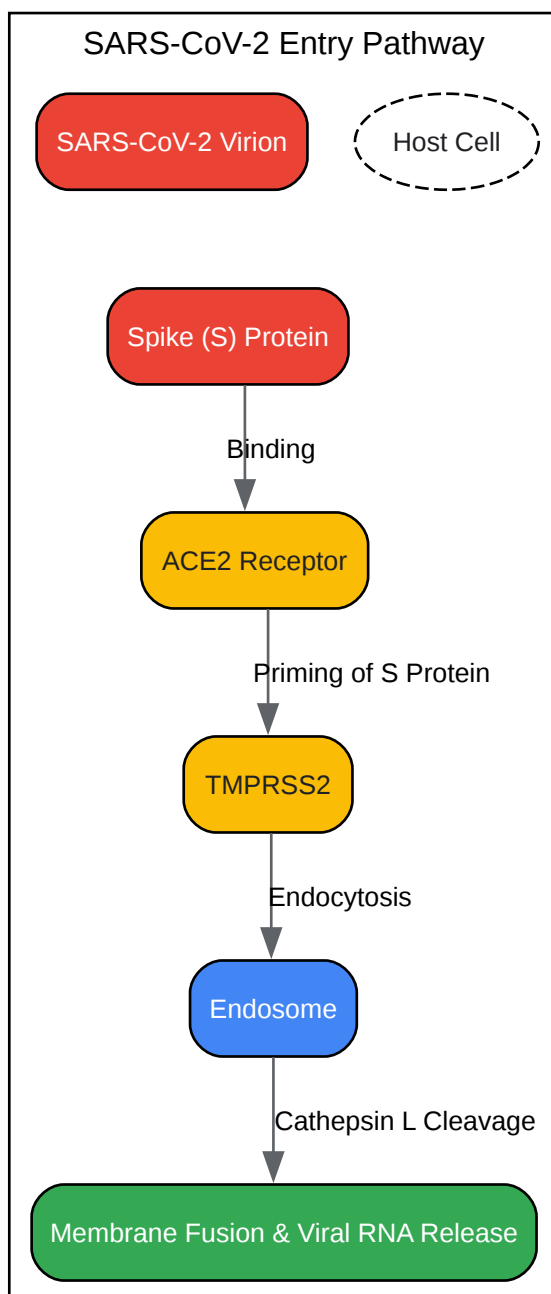 SARS-CoV-2 Entry Pathway
SARS-CoV-2 Virion
Host Cell
Spike (S) Protein
Binding
ACE2 Receptor
Priming of S Protein
TMPRSS2
Endocytosis
Endosome
Cathepsin L Cleavage
Membrane Fusion & Viral RNA Release